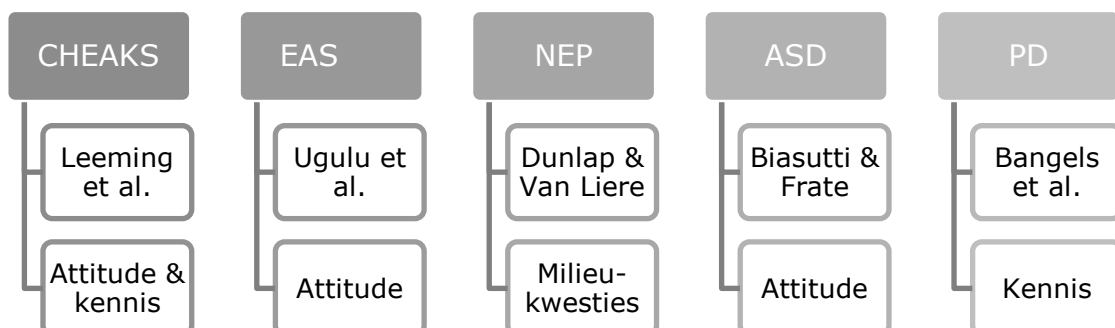 CHEAKS
Leeming
et al.
Attitude &
kennis
EAS
Ugulu et
al.
Attitude
NEP
Dunlap &
Van Liere
Milieu-
kwesties
ASD
Biasutti &
Frate
Attitude
PD
Bangels
et al.
Kennis